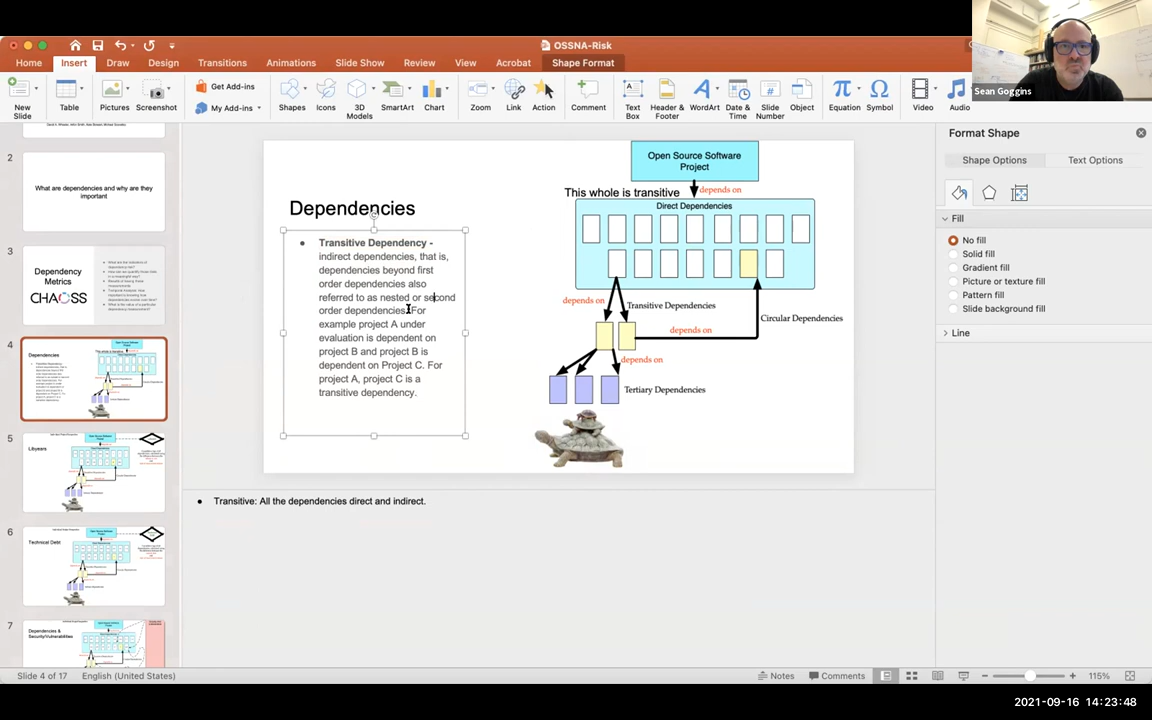 OSSNA-Risk
Home Insert Draw Design Transitions Animations Slide Show Review View Acrobat Shape Format
New Slide
Table
Pictures
Screenshot
Get Add-ins
My Add-ins
Shapes
Icons
3D Models
SmartArt
Chart
Zoom
Link
Action
Comment
Text Box
Header & Footer
WordArt
Date & Time
Slide Number
Object
Equation
Symbol
Video
Audio
Sean Goggins
2
What are dependencies and why are they
important
3
Dependency
Metrics
CHAOSS
4
Dependencies
5
Libyears
6
Technical Debt
7
Dependencies &
Security/Vulnerabilities
Dependencies
● Transitive Dependency -
indirect dependencies, that is,
dependencies beyond first
order dependencies also
referred to as nested or second
order dependencies. For
example project A under
evaluation is dependent on
project B and project B is
dependent on Project C. For
project A, project C is a
transitive dependency.
Open Source Software
Project
This whole is transitive
depends on
Direct Dependencies
depends on
Transitive Dependencies
Circular Dependencies
depends on
depends on
Tertiary Dependencies
● Transitive: All the dependencies direct and indirect.
Format Shape
Shape Options Text Options
Fill
No fill
Solid fill
Gradient fill
Picture or texture fill
Pattern fill
Slide background fill
Line
Slide 4 of 17 English (United States)
Notes Comments 115%
2021-09-16 14:23:48